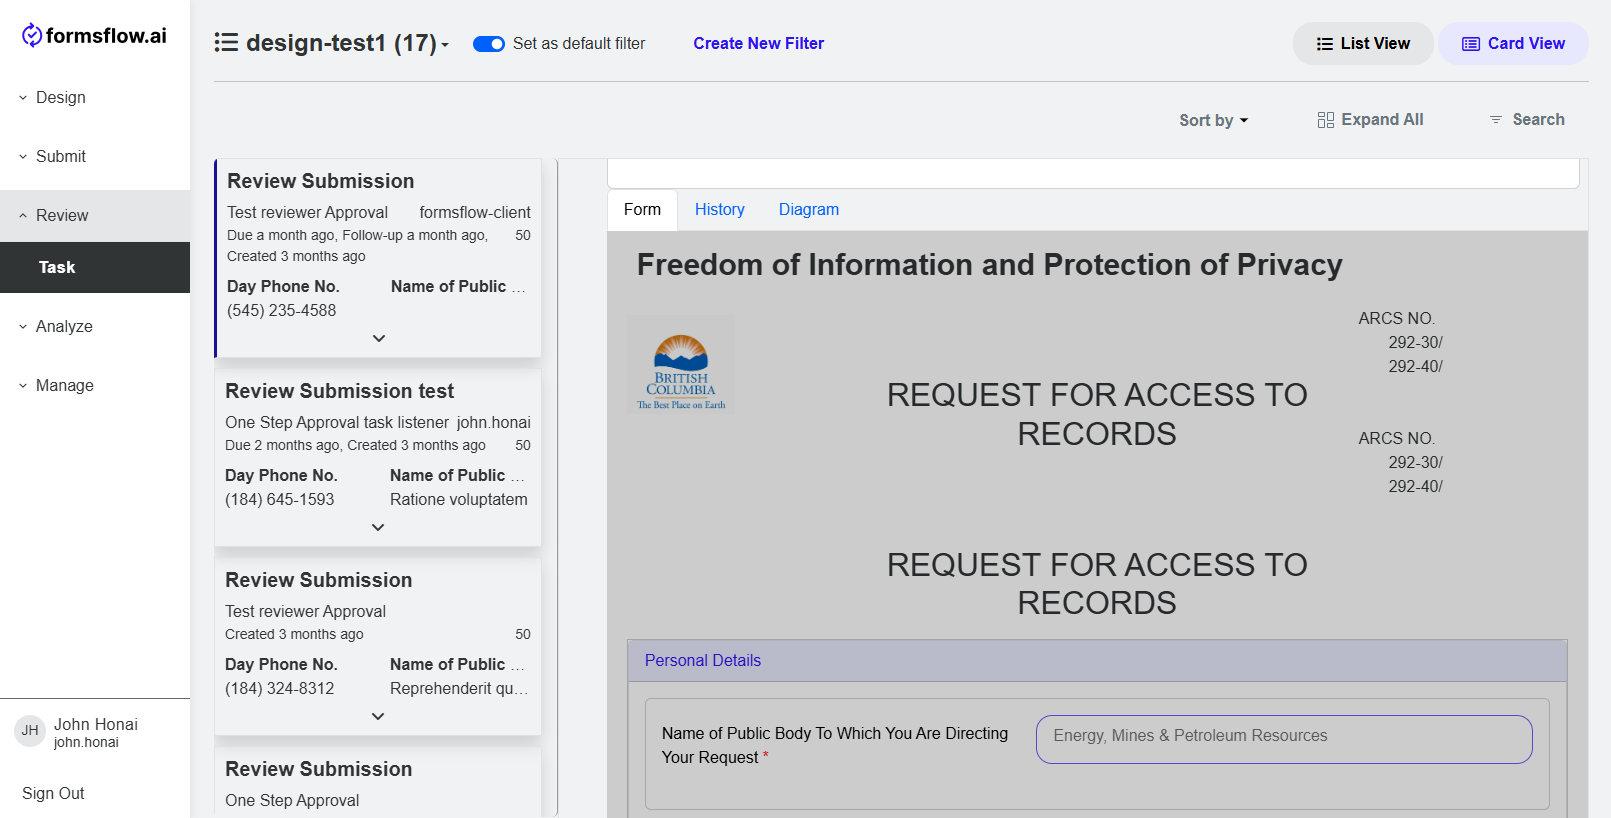 formsflow.ai
Design
Submit
Review
Task
Analyze
Manage
JH
John Honai
john.honai
Sign Out
design-test1 (17)
Set as default filter
Create New Filter
List View
Card View
Sort by
Expand All
Search
Review Submission
Test reviewer Approval formsflow-client
Due a month ago, Follow-up a month ago, 50
Created 3 months ago
Day Phone No. Name of Public ...
(545) 235-4588
Review Submission test
One Step Approval task listener john.honai
Due 2 months ago, Created 3 months ago 50
Day Phone No. Name of Public ...
(184) 645-1593 Ratione voluptatem
Review Submission
Test reviewer Approval
Created 3 months ago 50
Day Phone No. Name of Public ...
(184) 324-8312 Reprehenderit qu...
Review Submission
One Step Approval
Form History Diagram
Freedom of Information and Protection of Privacy
BRITISH
COLUMBIA
The Best Place on Earth
ARCS NO.
292-30/
292-40/
REQUEST FOR ACCESS TO
RECORDS
ARCS NO.
292-30/
292-40/
REQUEST FOR ACCESS TO
RECORDS
Personal Details
Name of Public Body To Which You Are Directing
Your Request *
Energy, Mines & Petroleum Resources